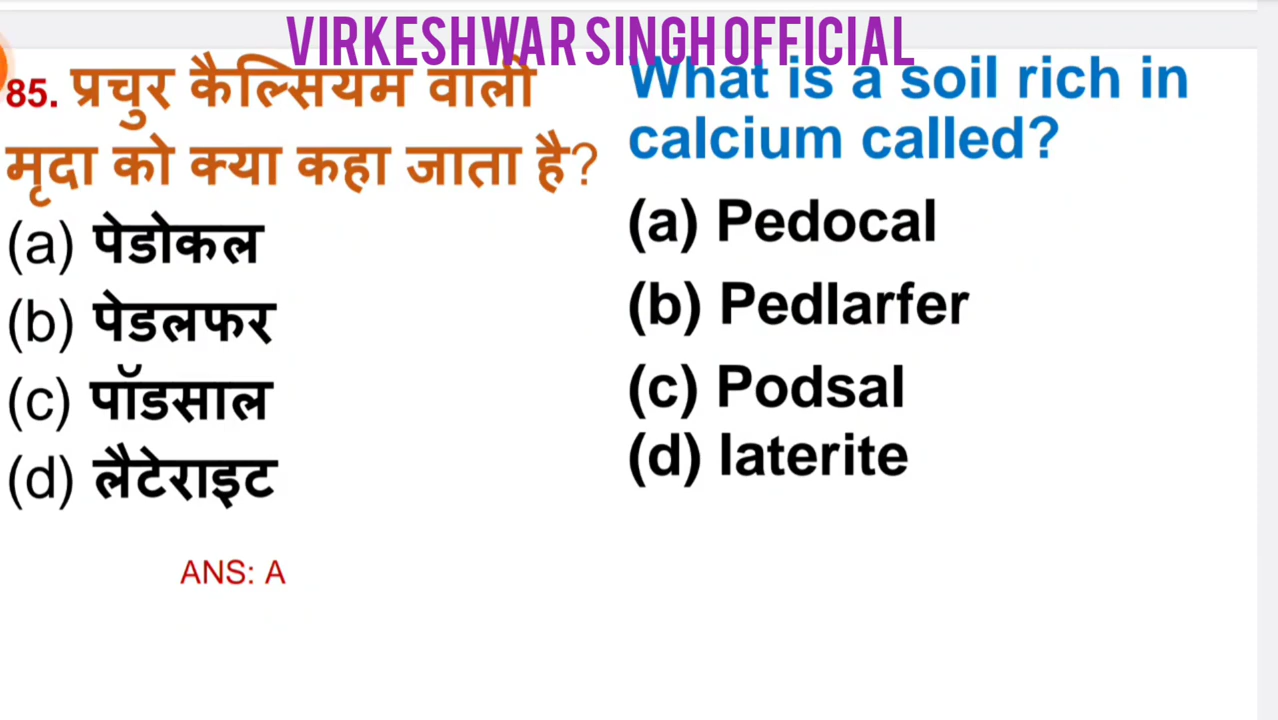 VIRKESHWAR SINGH OFFICIAL
85. प्रचुर कैल्सियम वाली
मृदा को क्या कहा जाता है?
(a) पेडोकल
(b) पेडलफर
(c) पॉडसाल
(d) लैटेराइट
ANS: A
What is a soil rich in
calcium called?
(a) Pedocal
(b) Pedlarfer
(c) Podsal
(d) laterite